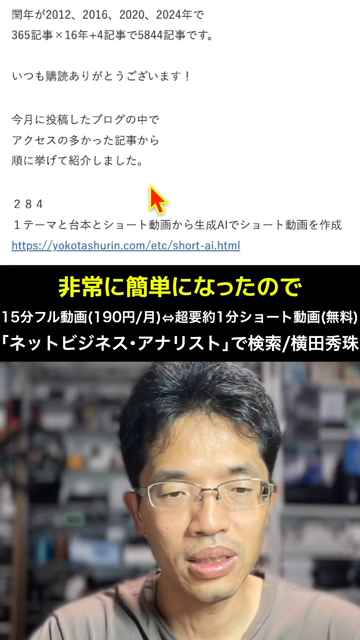 閏年が2012、2016、2020、2024年で
365記事×16年+4記事で5844記事です。
いつも購読ありがとうございます！
今月に投稿したブログの中で
アクセスの多かった記事から
順に挙げて紹介しました。
２８４
１テーマと台本とショート動画から生成AIでショート動画を作成
https://yokotashurin.com/etc/short-ai.html
非常に簡単になったので
15分フル動画(190円/月)⇔超要約1分ショート動画(無料)
「ネットビジネス・アナリスト」で検索/横田秀珠